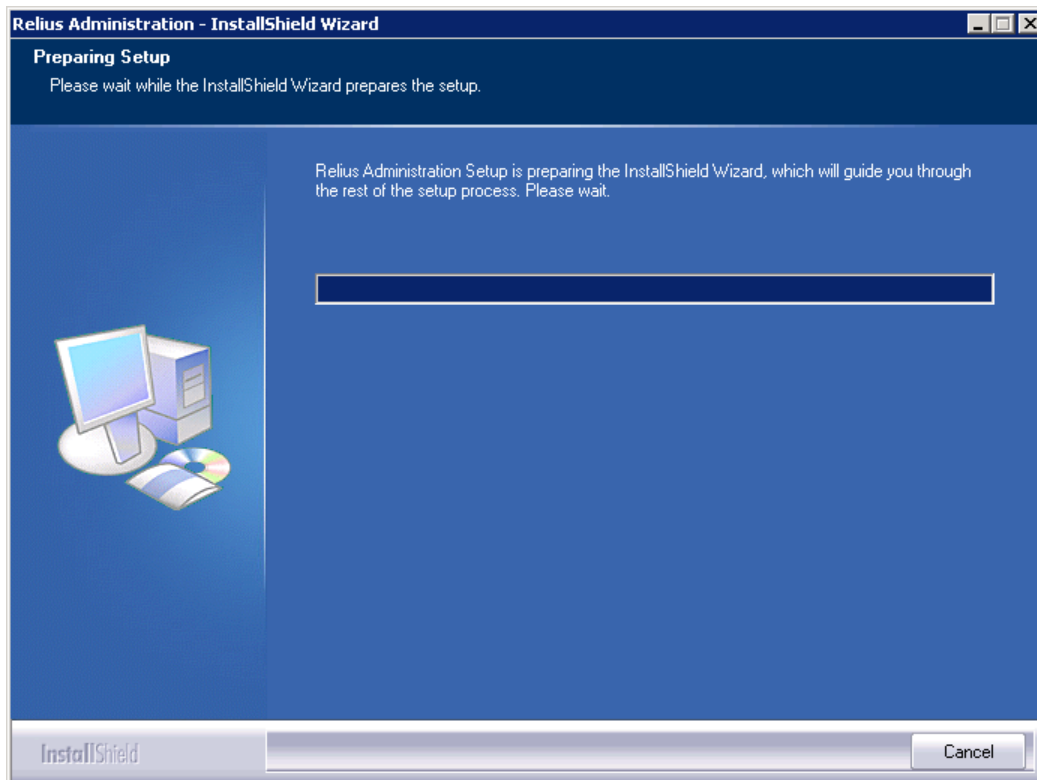 Relius Administration - InstallShield Wizard
Preparing Setup
Please wait while the InstallShield Wizard prepares the setup.
Relius Administration Setup is preparing the InstallShield Wizard, which will guide you through
the rest of the setup process. Please wait.
InstallShield
Cancel